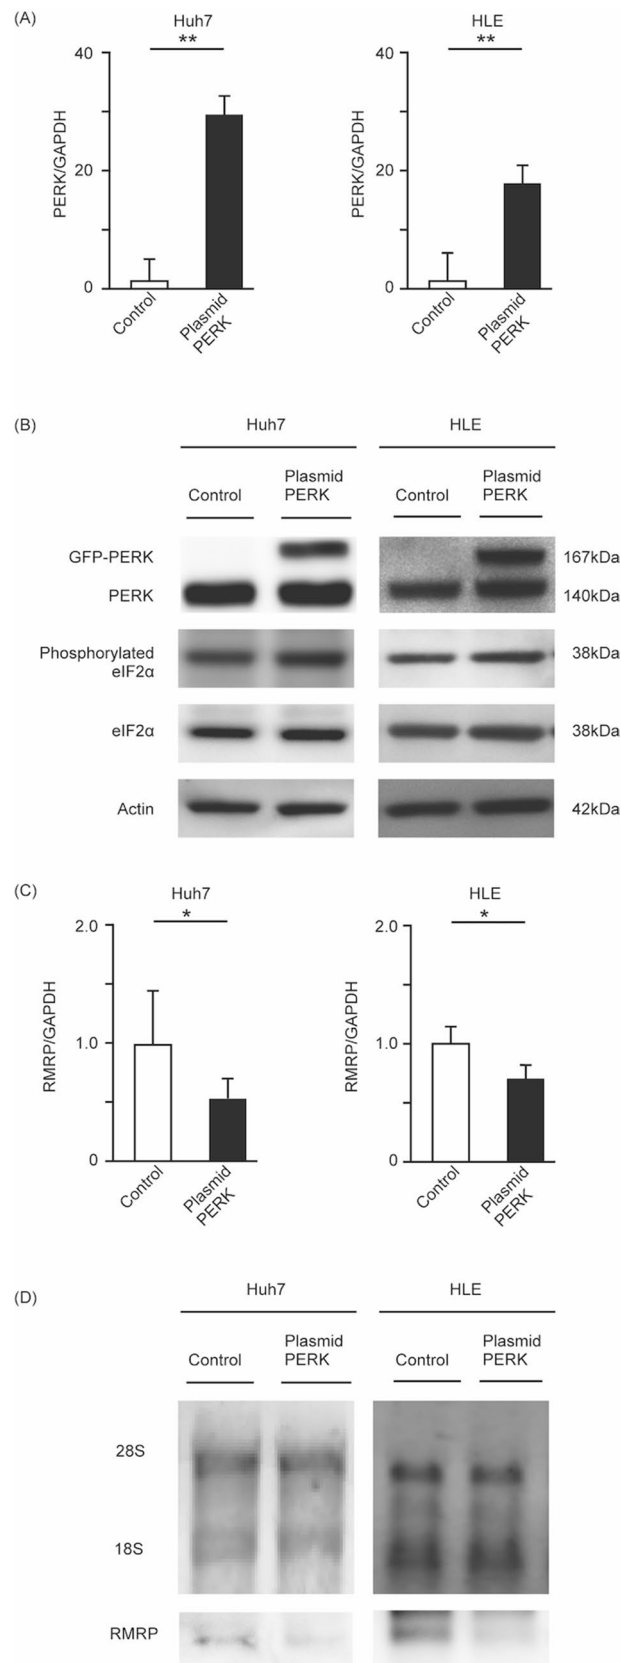 (A)
Huh7
HLE
**
**
40
20
0
PERK/GAPDH
Control
Plasmid
PERK
40
20
0
PERK/GAPDH
Control
Plasmid
PERK
(B)
Huh7
HLE
Control
Plasmid
PERK
Control
Plasmid
PERK
GFP-PERK
167kDa
PERK
140kDa
Phosphorylated
eIF2α
38kDa
eIF2α
38kDa
Actin
42kDa
(C)
Huh7
HLE
*
*
2.0
1.0
0
RMRP/GAPDH
Control
Plasmid
PERK
2.0
1.0
0
RMRP/GAPDH
Control
Plasmid
PERK
(D)
Huh7
HLE
Control
Plasmid
PERK
Control
Plasmid
PERK
28S
18S
RMRP